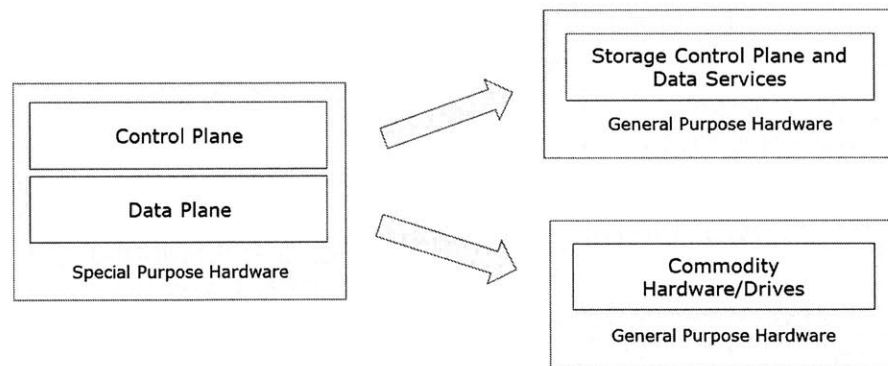 Control Plane
Data Plane
Special Purpose Hardware
Storage Control Plane and
Data Services
General Purpose Hardware
Commodity
Hardware/Drives
General Purpose Hardware